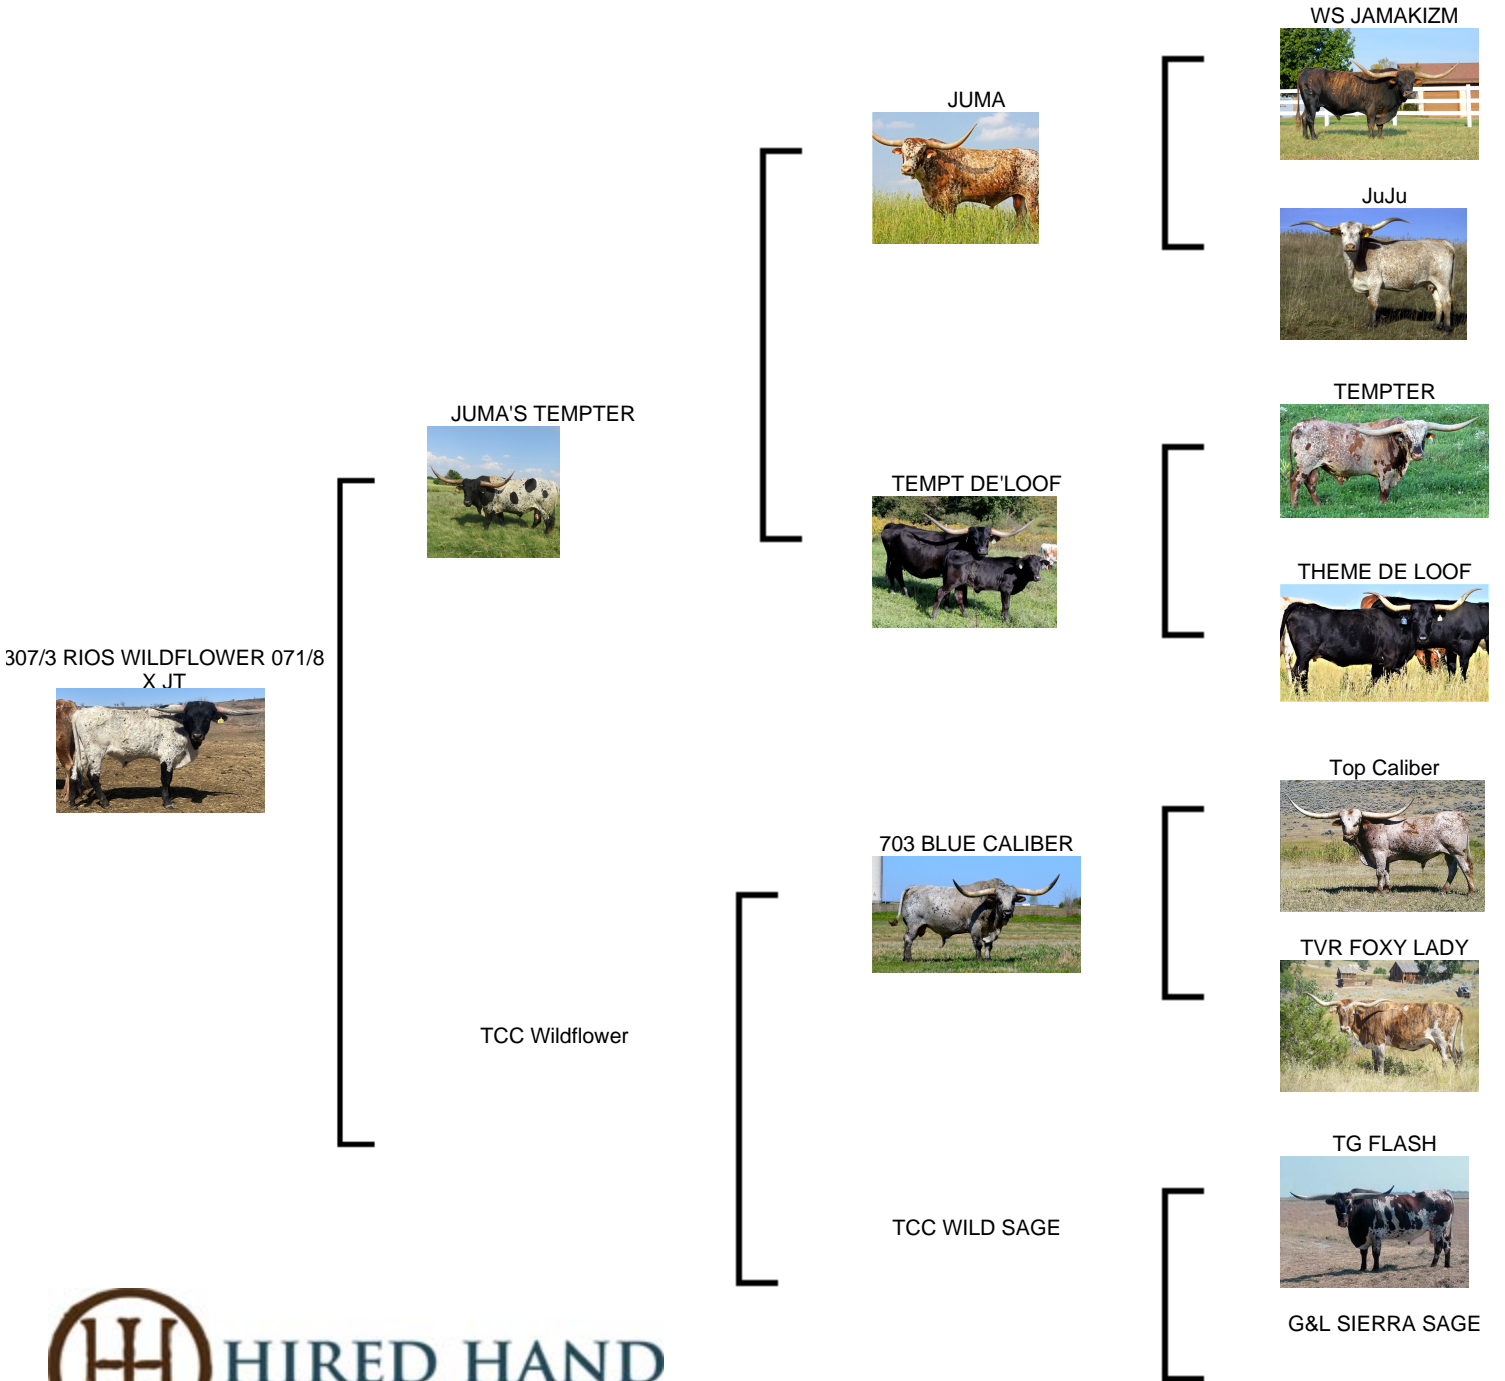 WS JAMAKIZM
JUMA
JuJu
TEMPTER
JUMA'S TEMPTER
TEMPT DE'LOOF
THEME DE LOOF
307/3 RIOS WILDFLOWER 071/8
X JT
Top Caliber
703 BLUE CALIBER
TVR FOXY LADY
TCC Wildflower
TG FLASH
TCC WILD SAGE
G&L SIERRA SAGE
HIRED HAND